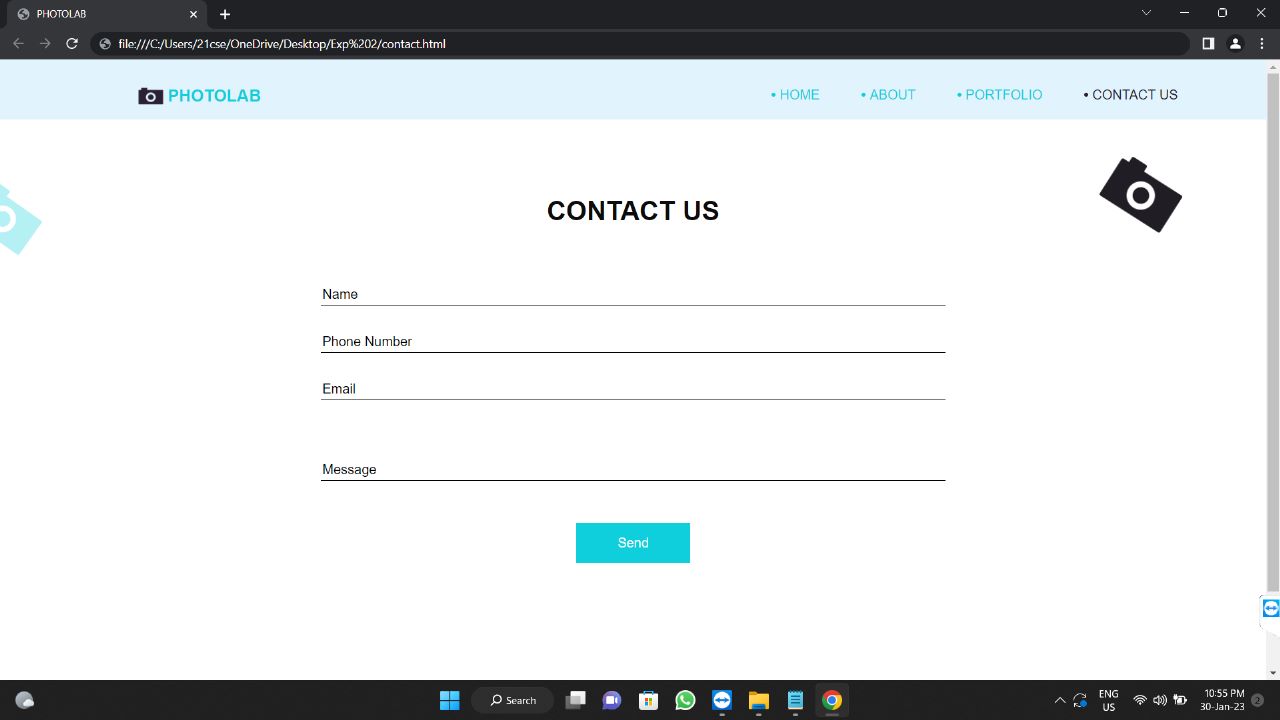 PHOTOLAB
file:///C:/Users/21cse/OneDrive/Desktop/Exp%202/contact.html
PHOTOLAB
• HOME • ABOUT • PORTFOLIO • CONTACT US
CONTACT US
Name
Phone Number
Email
Message
Send
Search
ENG
US
10:55 PM
30-Jan-23
2